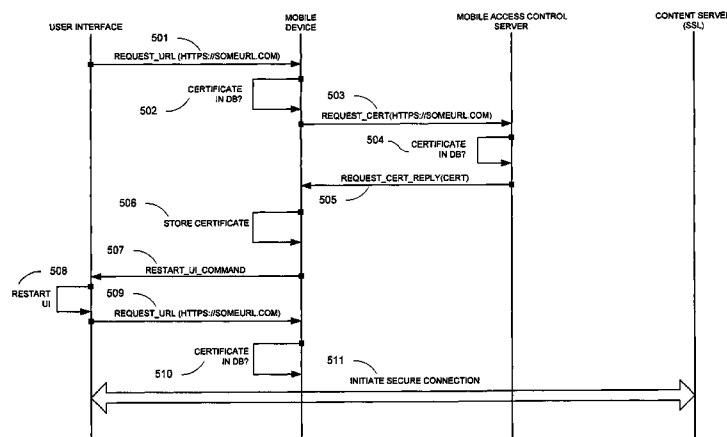 USER INTERFACE
MOBILE
DEVICE
MOBILE ACCESS CONTROL
SERVER
CONTENT SERVER
(SSL)
501
REQUEST_URL (HTTPS://SOMEURL.COM)
CERTIFICATE
IN DB?
502
503
REQUEST_CERT(HTTPS://SOMEURL.COM)
504
CERTIFICATE
IN DB?
REQUEST_CERT_REPLY(CERT)
505
506
STORE CERTIFICATE
507
RESTART_UI_COMMAND
508
RESTART
UI
509
REQUEST_URL (HTTPS://SOMEURL.COM)
CERTIFICATE
IN DB?
510
511
INITIATE SECURE CONNECTION